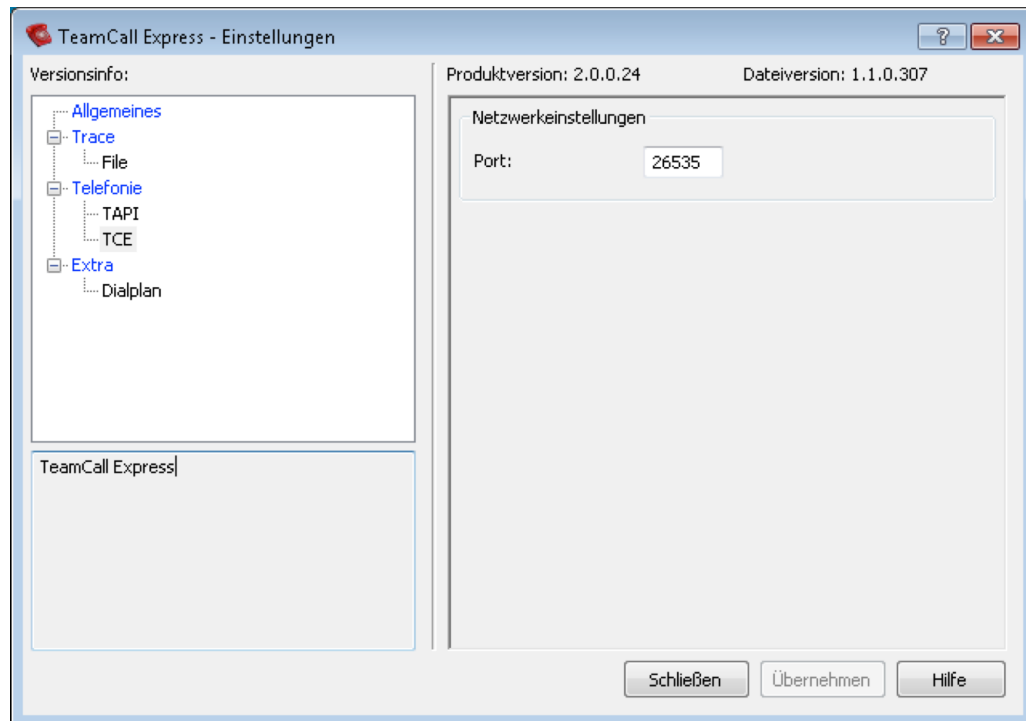 TeamCall Express - Einstellungen
Versionsinfo:
Produktversion: 2.0.0.24
Dateiversion: 1.1.0.307
Allgemeines
Trace
File
Telefonie
TAPI
TCE
Extra
Dialplan
Netzwerkeinstellungen
Port: 26535
TeamCall Express
Schließen
Übernehmen
Hilfe